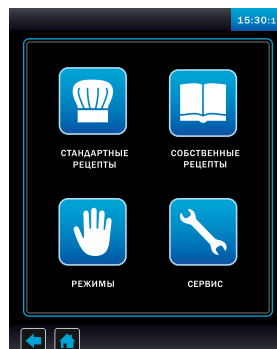 15:30:1
СТАНДАРТНЫЕ
РЕЦЕПТЫ
СОБСТВЕННЫЕ
РЕЦЕПТЫ
РЕЖИМЫ
СЕРВИС